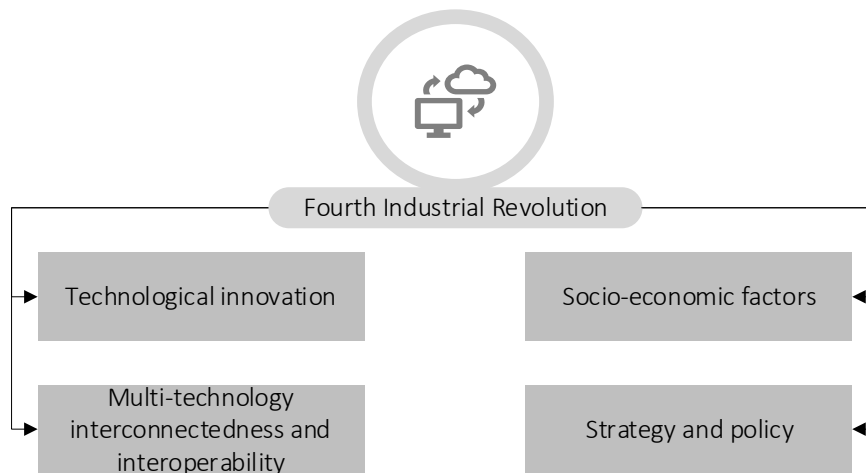 Fourth Industrial Revolution
Technological innovation
Socio-economic factors
Multi-technology
interconnectedness and
interoperability
Strategy and policy